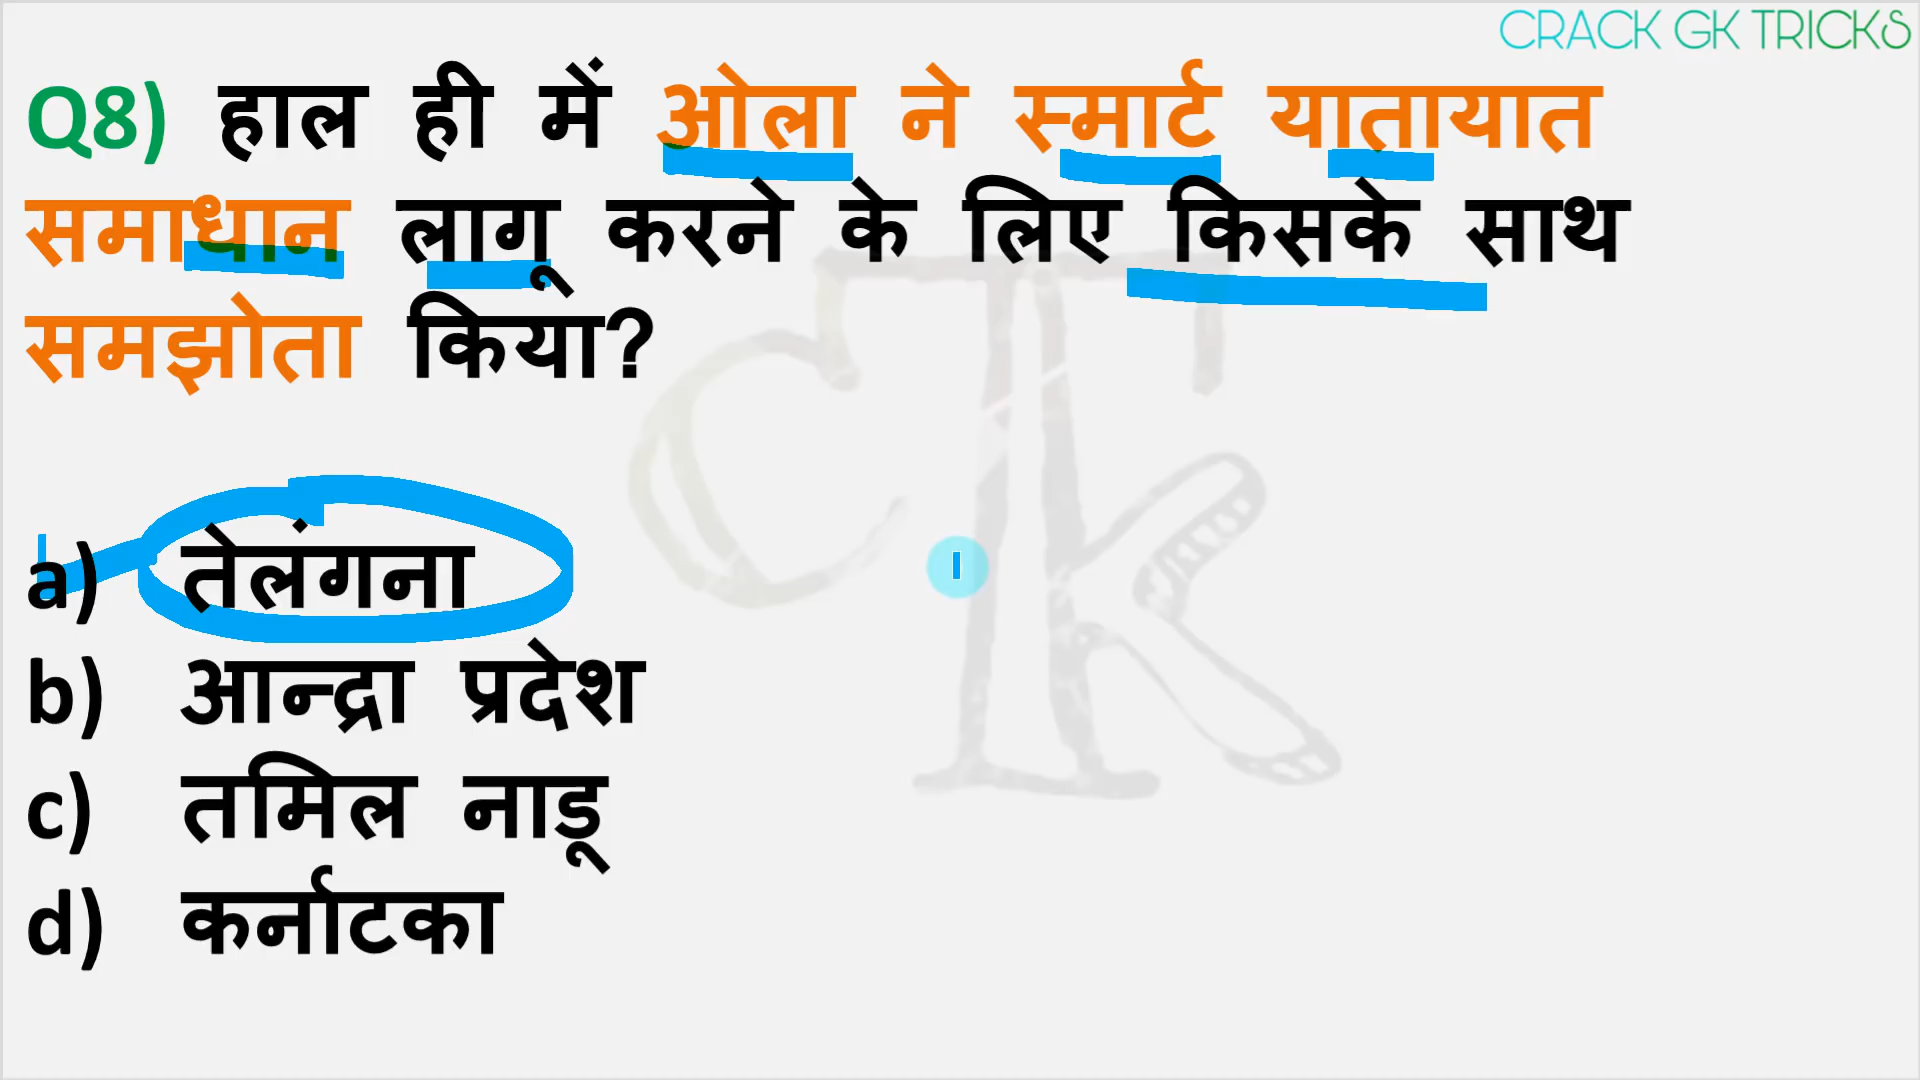 CRACK GK TRICKS
Q8) हाल ही में ओला ने स्मार्ट यातायात
समाधान लागू करने के लिए किसके साथ
समझोता किया?
a) तेलंगना
b) आन्द्रा प्रदेश
c) तमिल नाडू
d) कर्नाटका